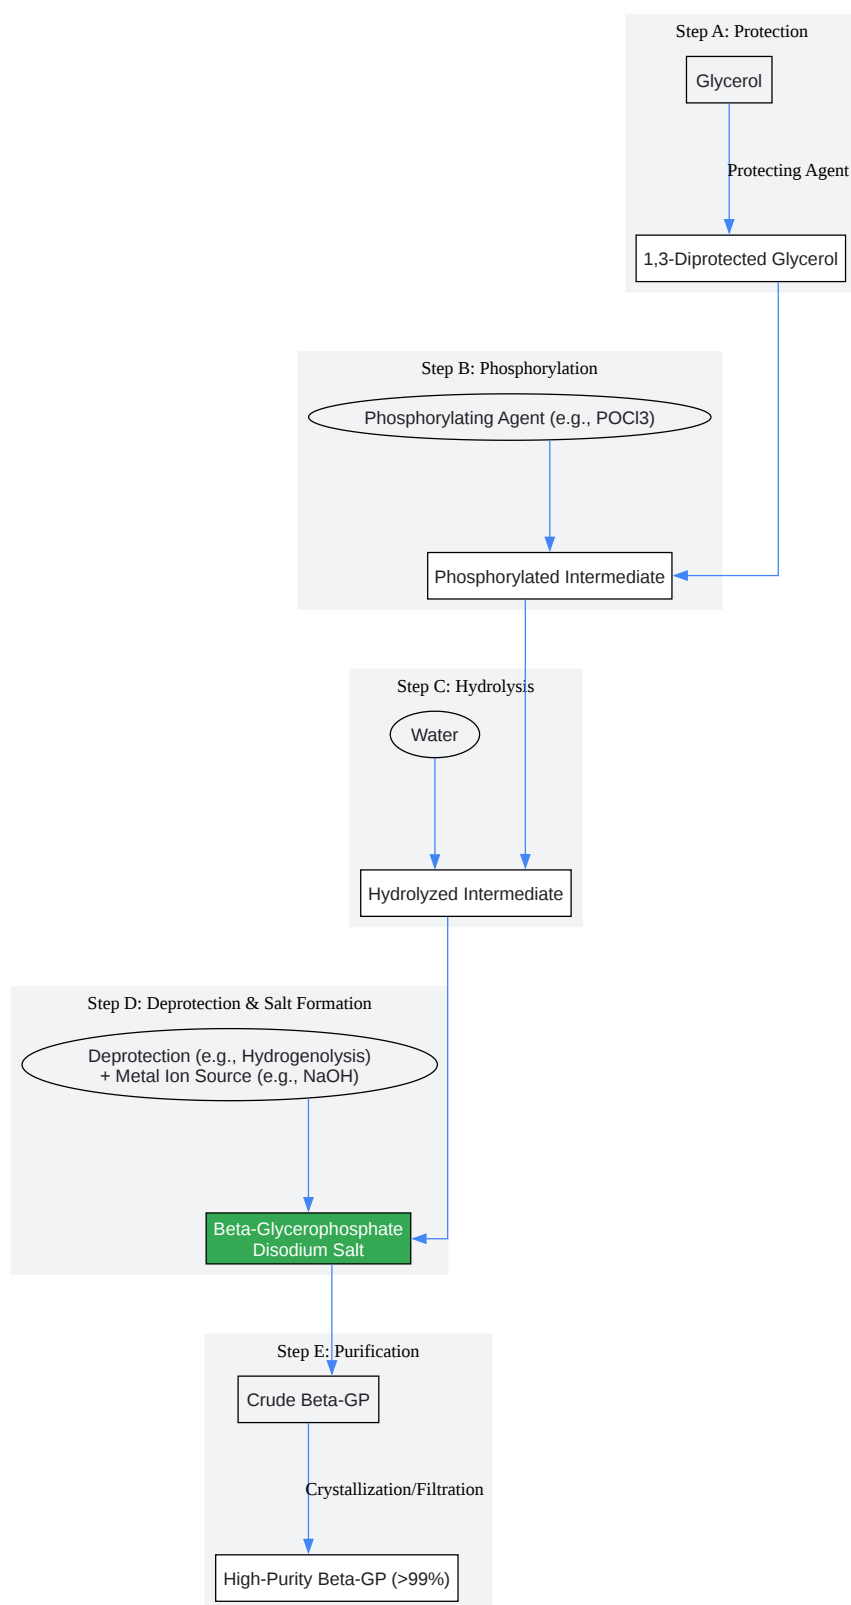 Step A: Protection
Glycerol
Protecting Agent
1,3-Diprotected Glycerol
Step B: Phosphorylation
Phosphorylating Agent (e.g., POCl3)
Phosphorylated Intermediate
Step C: Hydrolysis
Water
Hydrolyzed Intermediate
Step D: Deprotection & Salt Formation
Deprotection (e.g., Hydrogenolysis)
+ Metal Ion Source (e.g., NaOH)
Beta-Glycerophosphate
Disodium Salt
Step E: Purification
Crude Beta-GP
Crystallization/Filtration
High-Purity Beta-GP (>99%)